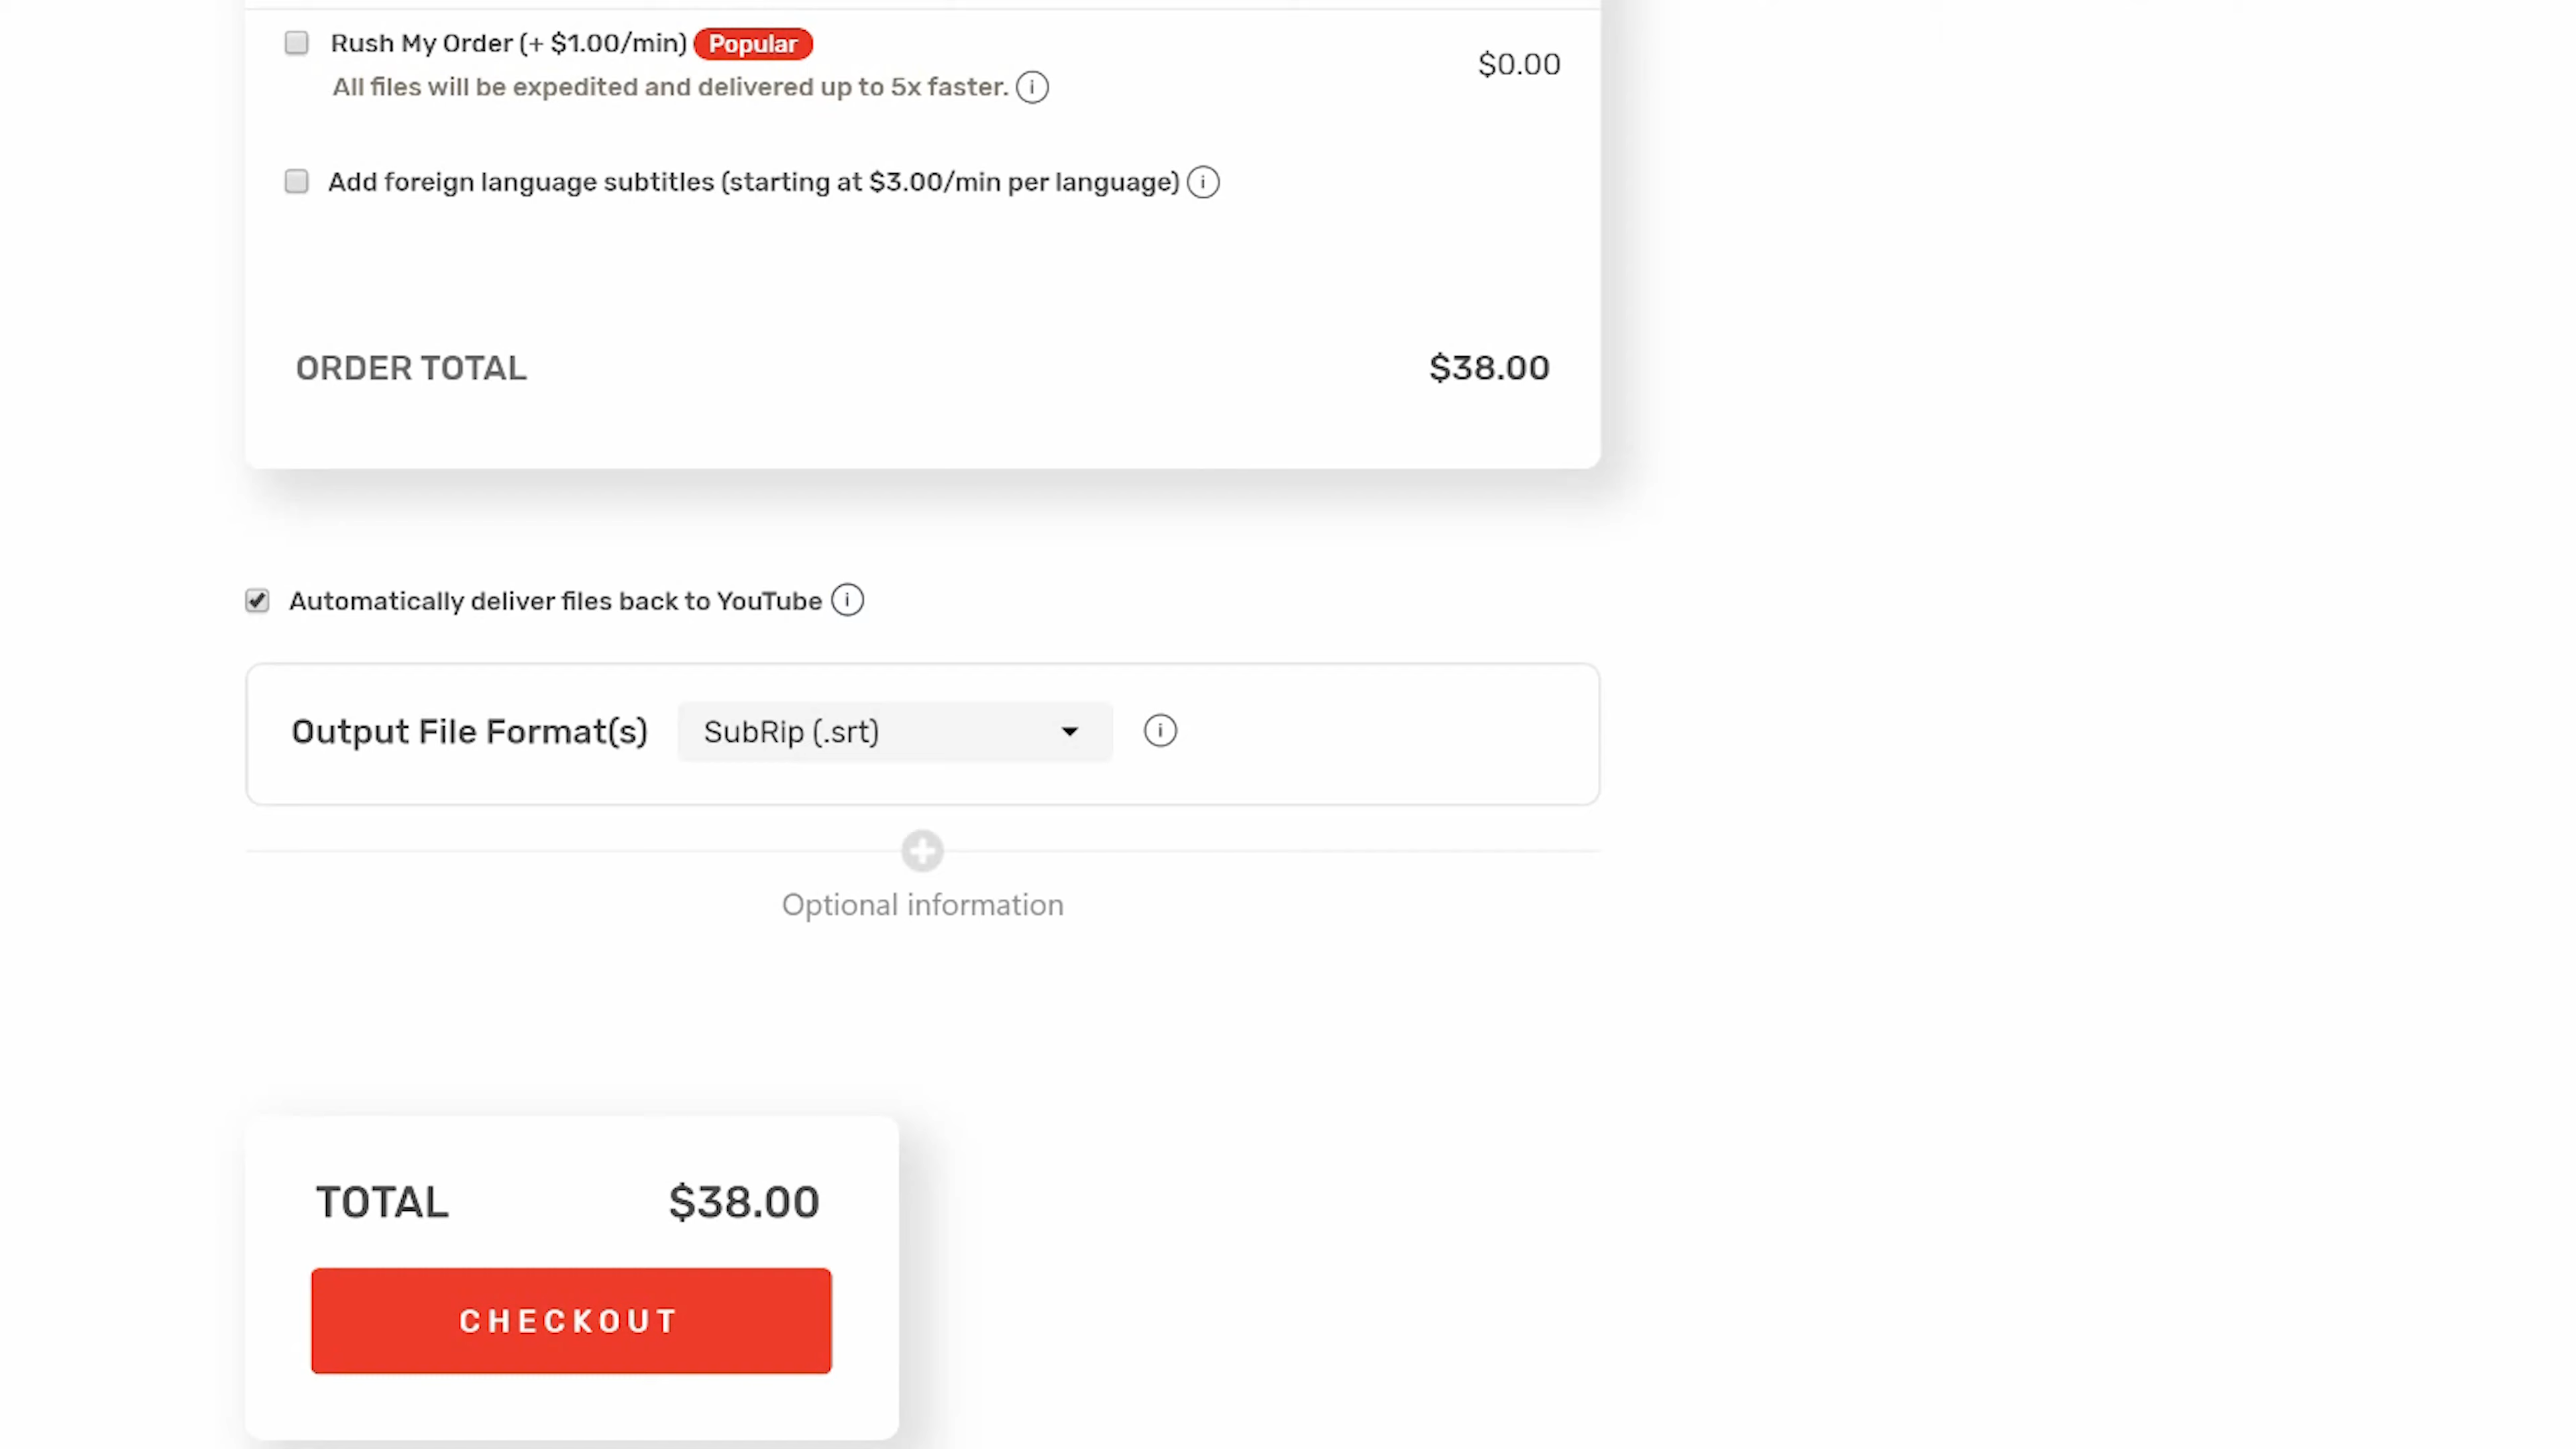 Rush My Order (+ $1.00/min) Popular
$0.00
All files will be expedited and delivered up to 5x faster.
Add foreign language subtitles (starting at $3.00/min per language)
ORDER TOTAL $38.00
Automatically deliver files back to YouTube
Output File Format(s) SubRip (.srt)
Optional information
TOTAL $38.00
CHECKOUT